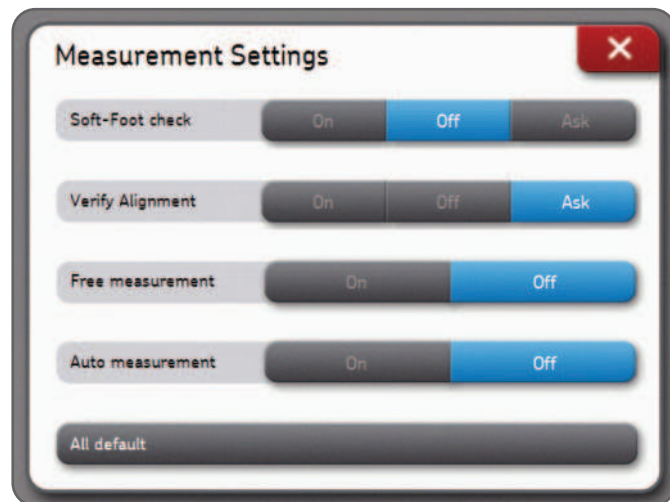 Measurement Settings
Soft-Foot check On Off Ask
Verify Alignment On Off Ask
Free measurement On Off
Auto measurement On Off
All default